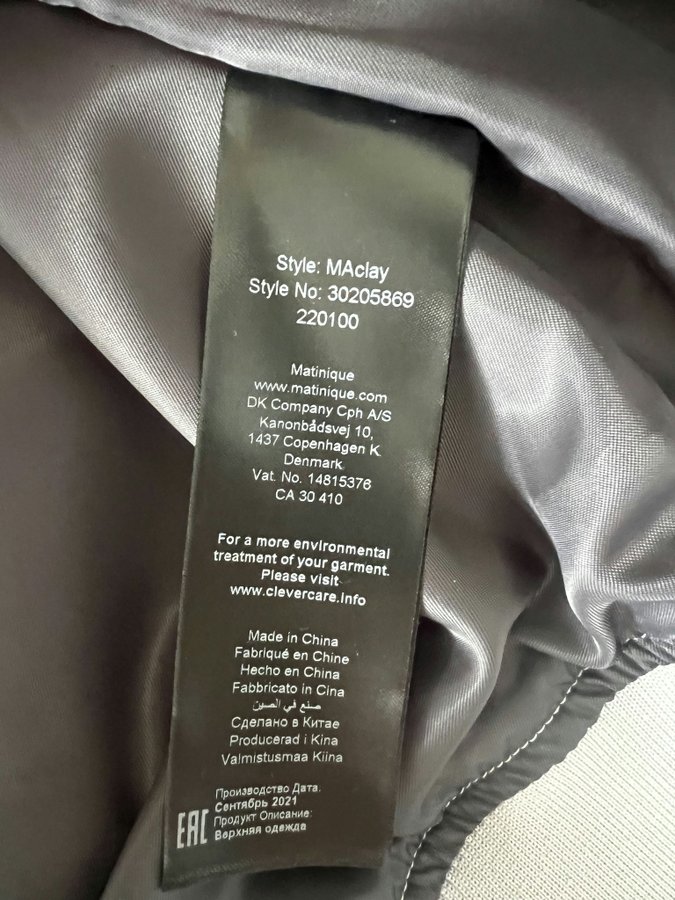 Style: MAclay
Style No: 30205869
220100
Matinique
www.matinique.com
DK Company Cph A/S
Kanonbådsvej 10,
1437 Copenhagen K
Denmark
Vat. No. 14815376
CA 30 410
For a more environmental
treatment of your garment.
Please visit
www.clevercare.info
Made in China
Fabriqué en Chine
Hecho en China
Fabbricato in Cina
صنع في الصين
Сделано в Китае
Producerad i Kina
Valmistusmaa Kiina
Производство Дата.
Сентябрь 2021
Продукт Описание:
Верхняя одежда
EAC